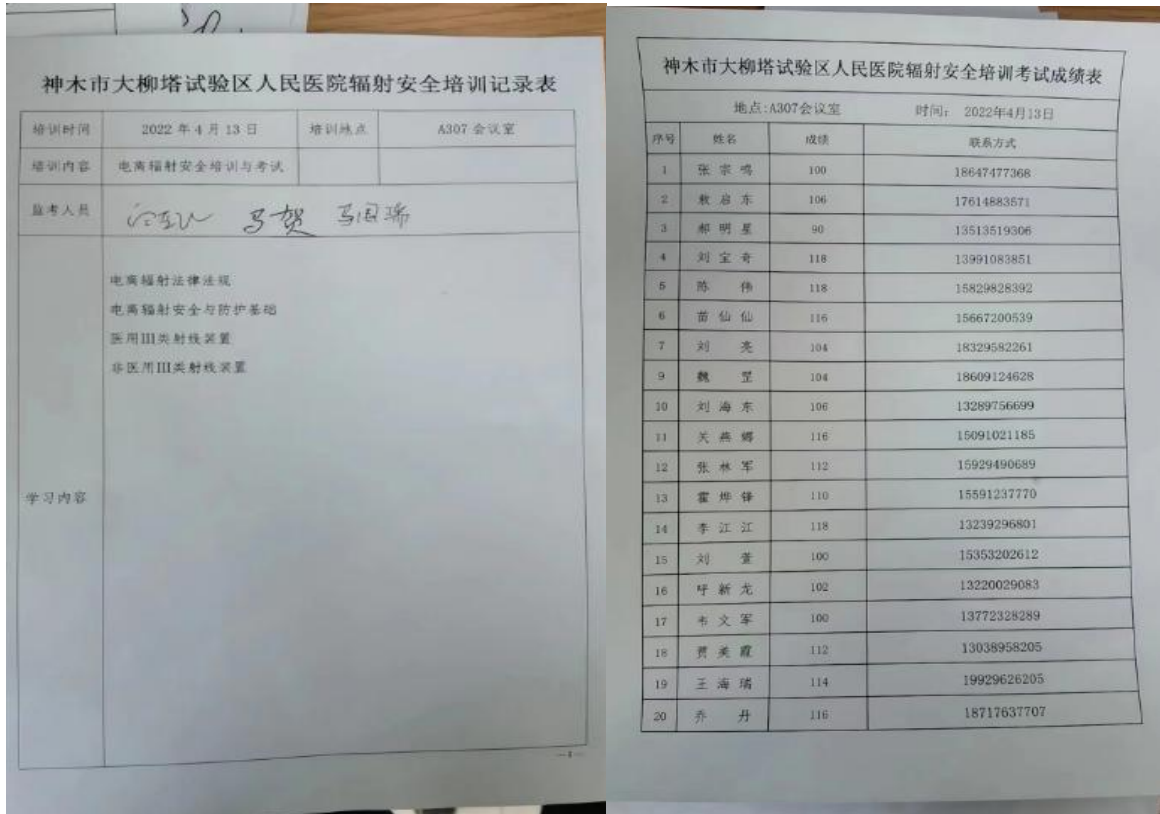 神木市大柳塔试验区人民医院辐射安全培训记录表
培训时间 2022年4月13日 培训地点 A307会议室
培训内容 电离辐射安全培训与考试
监考人员 马贺 马国瑞
电离辐射法律法规
电离辐射安全与防护基础
医用III类射线装置
非医用III类射线装置
学习内容
神木市大柳塔试验区人民医院辐射安全培训考试成绩表
地点:A307会议室 时间: 2022年4月13日
序号 姓名 成绩 联系方式
1 张宗鸣 100 18647477368
2 敖启东 106 17614883571
3 郝明星 90 13513519306
4 刘宝奇 118 13991083851
5 陈伟 118 15829828392
6 苗仙仙 116 15667200539
7 刘亮 104 18329582261
9 魏罡 104 18609124628
10 刘海东 106 13289756699
11 关燕娜 116 15091021185
12 张林军 112 15929490689
13 霍烨锋 110 15591237770
14 李江江 118 13239296801
15 刘萱 100 15353202612
16 呼新龙 102 13220029083
17 韦文军 100 13772328289
18 贾美霞 112 13038958205
19 王海瑞 114 19929626205
20 乔丹 116 18717637707